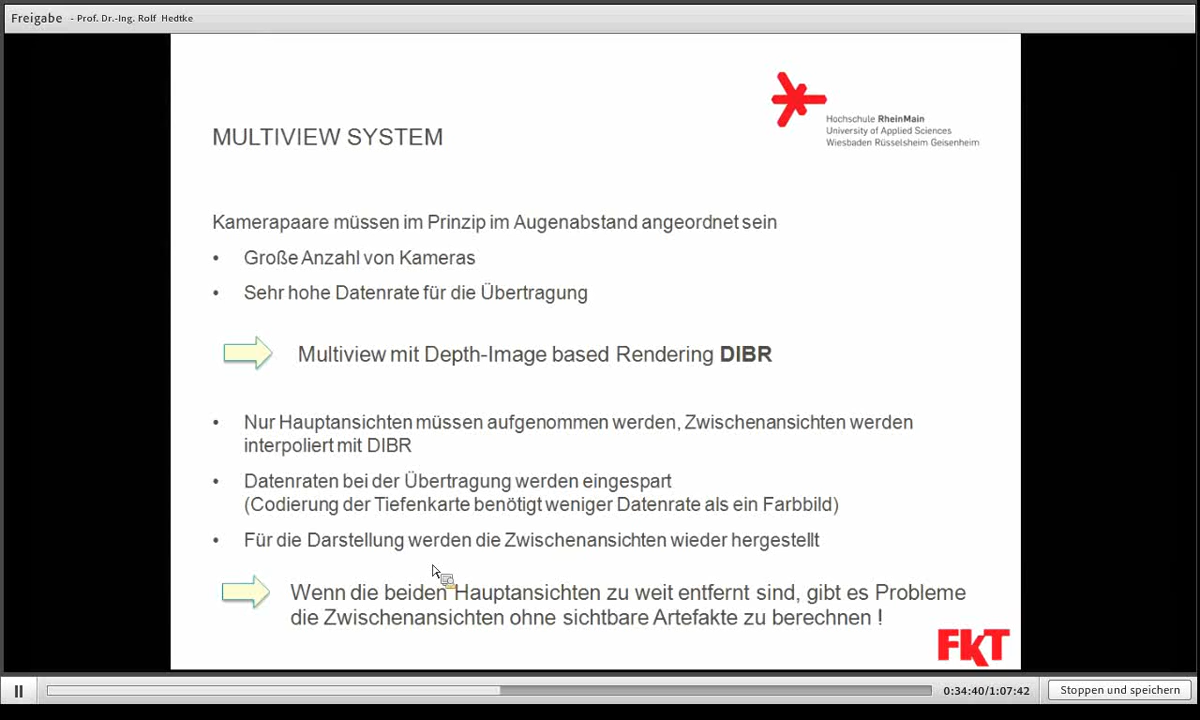 Freigabe - Prof. Dr.-Ing. Rolf Hedtke
Hochschule RheinMain
University of Applied Sciences
Wiesbaden Rüsselsheim Geisenheim
MULTIVIEW SYSTEM
Kamerapaare müssen im Prinzip im Augenabstand angeordnet sein
• Große Anzahl von Kameras
• Sehr hohe Datenrate für die Übertragung
Multiview mit Depth-Image based Rendering DIBR
• Nur Hauptansichten müssen aufgenommen werden, Zwischenansichten werden
interpoliert mit DIBR
• Datenraten bei der Übertragung werden eingespart
(Codierung der Tiefenkarte benötigt weniger Datenrate als ein Farbbild)
• Für die Darstellung werden die Zwischenansichten wieder hergestellt
Wenn die beiden Hauptansichten zu weit entfernt sind, gibt es Probleme
die Zwischenansichten ohne sichtbare Artefakte zu berechnen !
FKT
0:34:40/1:07:42
Stoppen und speichern